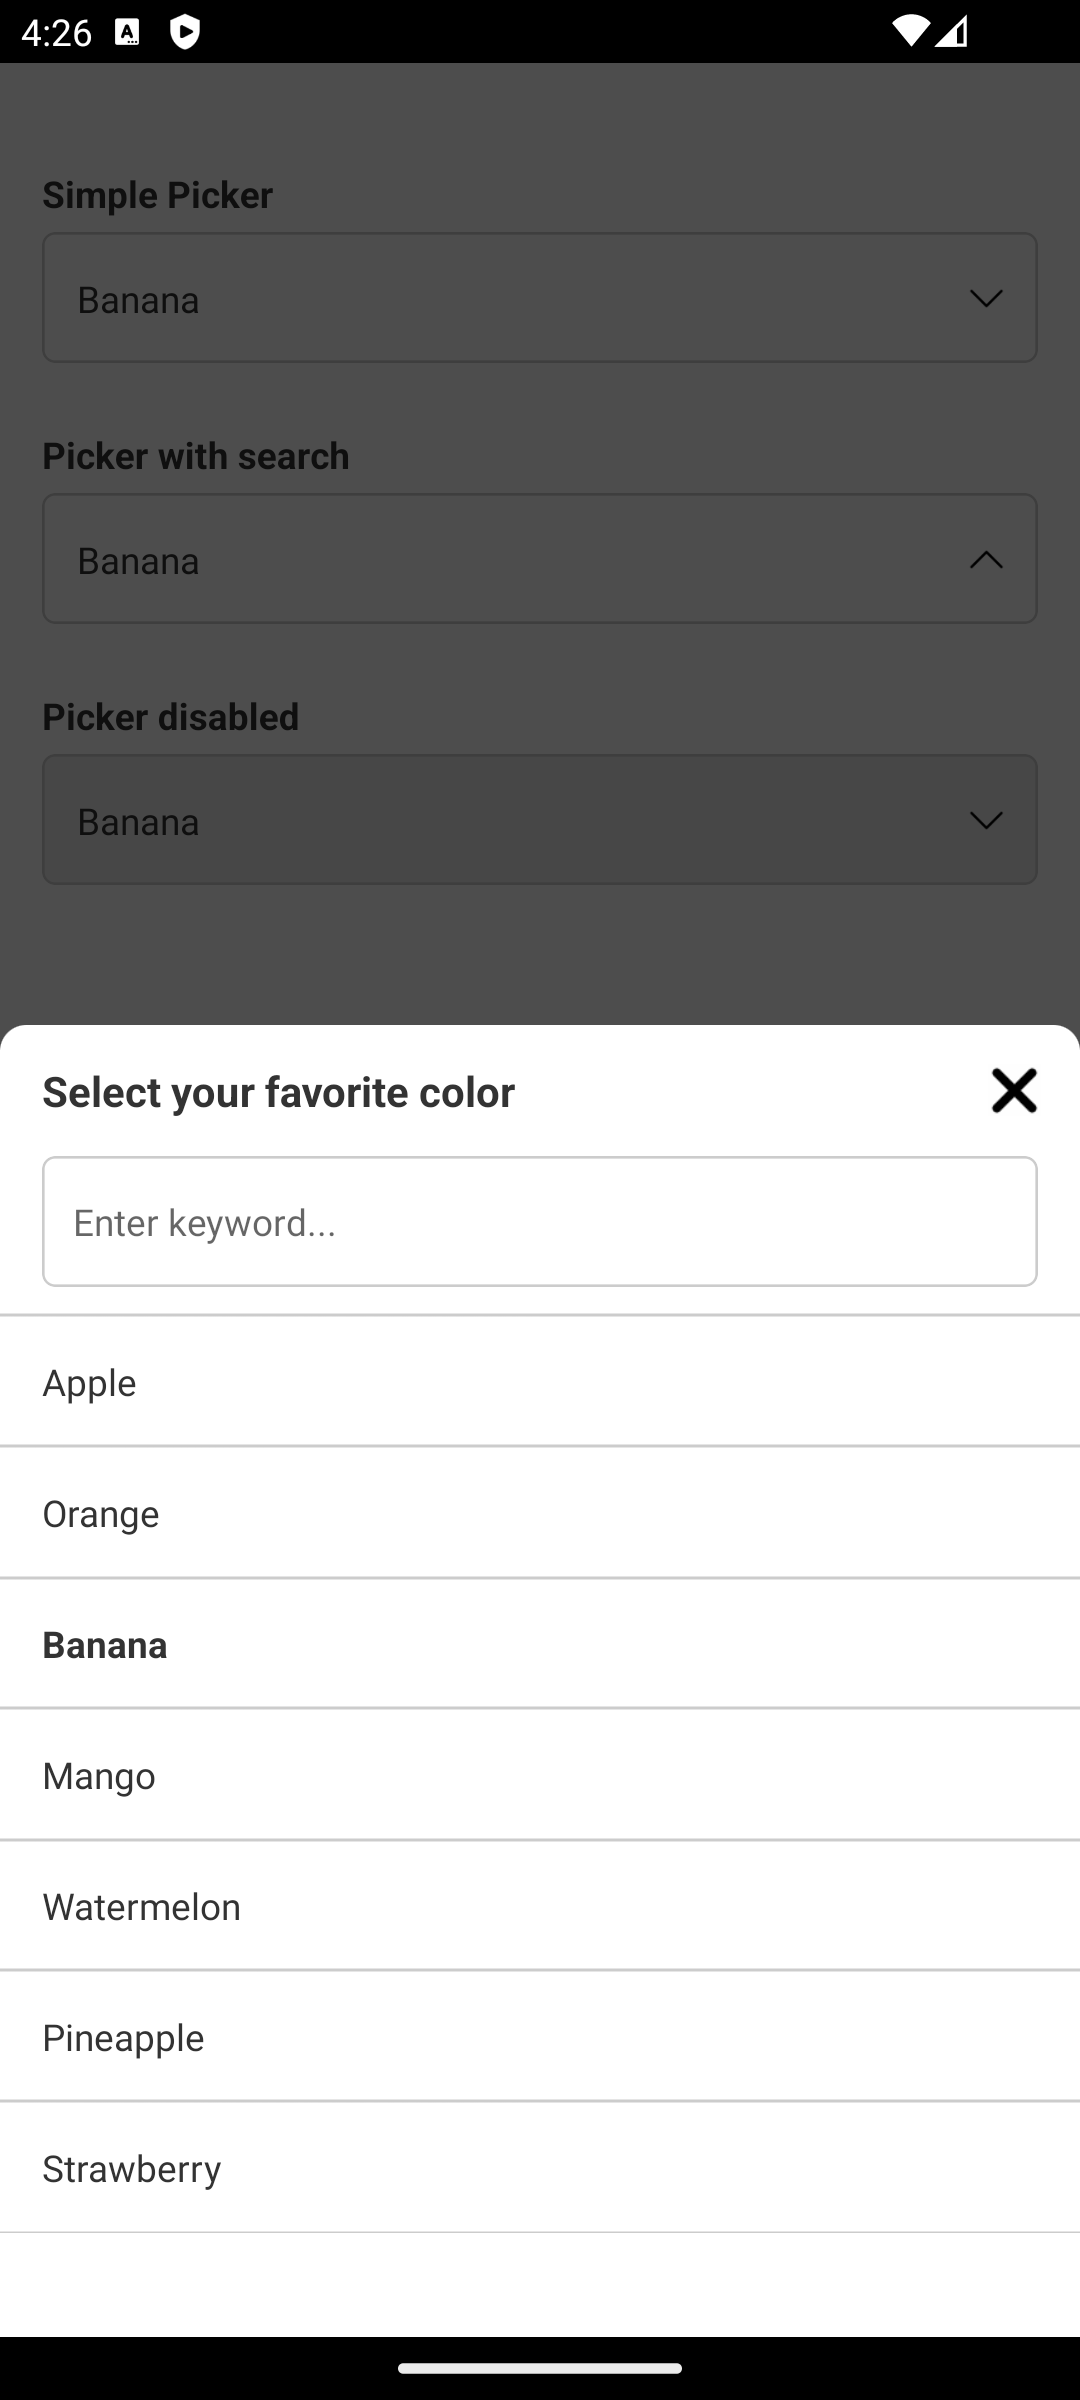 4:26
Simple Picker
Banana
Picker with search
Banana
Picker disabled
Banana
Select your favorite color
Enter keyword...
Apple
Orange
Banana
Mango
Watermelon
Pineapple
Strawberry